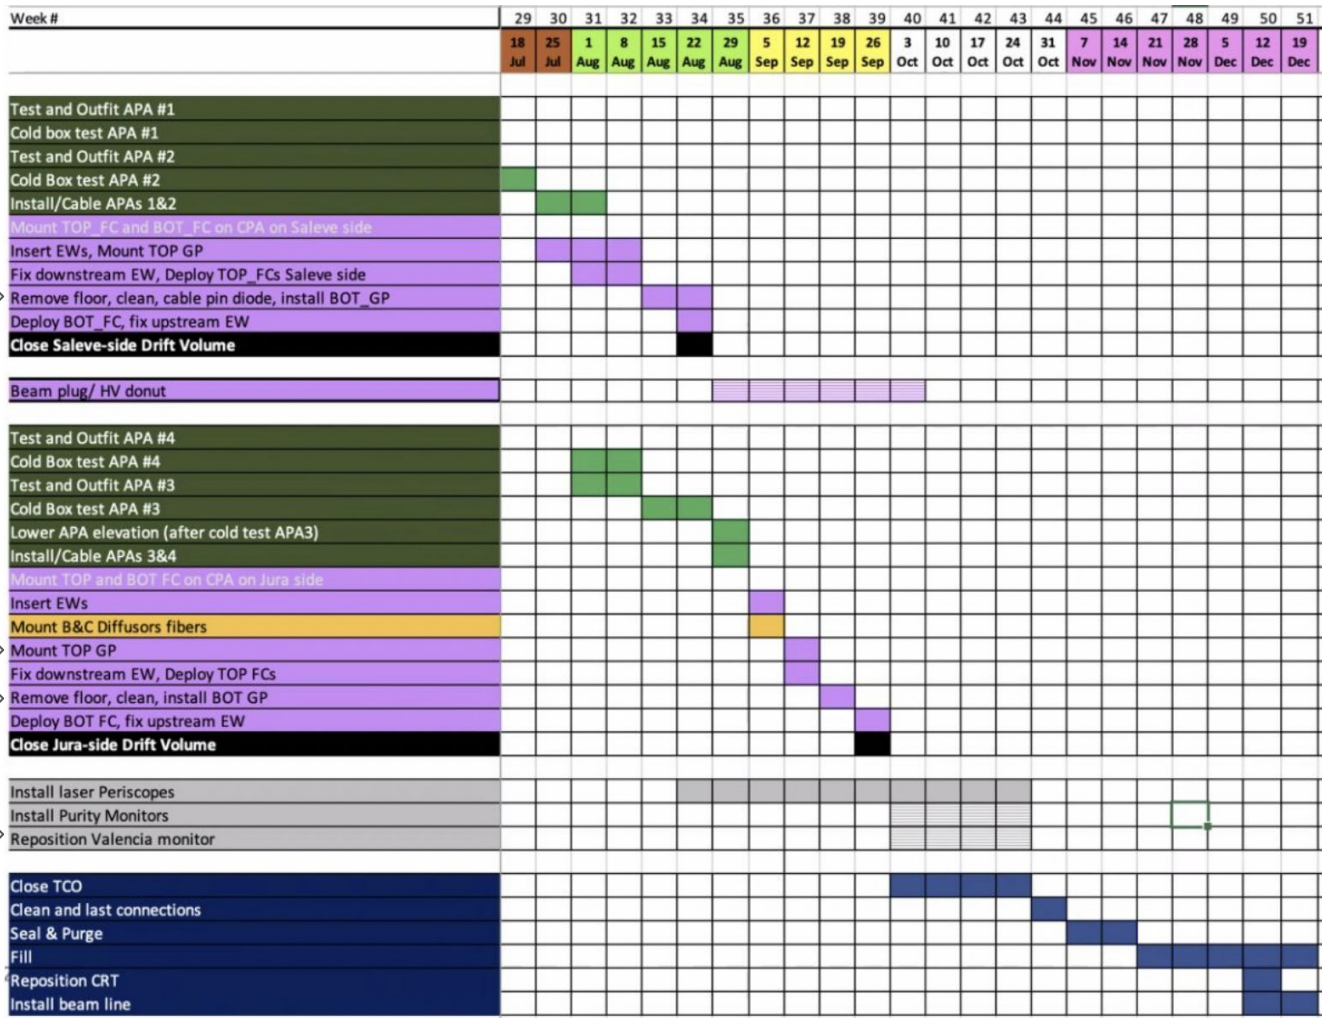 Week # 29 30 31 32 33 34 35 36 37 38 39 40 41 42 43 44 45 46 47 48 49 50 51
18 25 1 8 15 22 29 5 12 19 26 3 10 17 24 31 7 14 21 28 5 12 19
Jul Jul Aug Aug Aug Aug Aug Sep Sep Sep Sep Oct Oct Oct Oct Oct Nov Nov Nov Nov Dec Dec Dec
Test and Outfit APA #1
Cold box test APA #1
Test and Outfit APA #2
Cold Box test APA #2
Install/Cable APAs 1&2
Mount TOP_FC and BOT_FC on CPA on Saleve side
Insert EWs, Mount TOP GP
Fix downstream EW, Deploy TOP_FCs Saleve side
Remove floor, clean, cable pin diode, install BOT_GP
Deploy BOT_FC, fix upstream EW
Close Saleve-side Drift Volume
Beam plug/ HV donut
Test and Outfit APA #4
Cold Box test APA #4
Test and Outfit APA #3
Cold Box test APA #3
Lower APA elevation (after cold test APA3)
Install/Cable APAs 3&4
Mount TOP and BOT FC on CPA on Jura side
Insert EWs
Mount B&C Diffusors fibers
Mount TOP GP
Fix downstream EW, Deploy TOP FCs
Remove floor, clean, install BOT GP
Deploy BOT FC, fix upstream EW
Close Jura-side Drift Volume
Install laser Periscopes
Install Purity Monitors
Reposition Valencia monitor
Close TCO
Clean and last connections
Seal & Purge
Fill
Reposition CRT
Install beam line